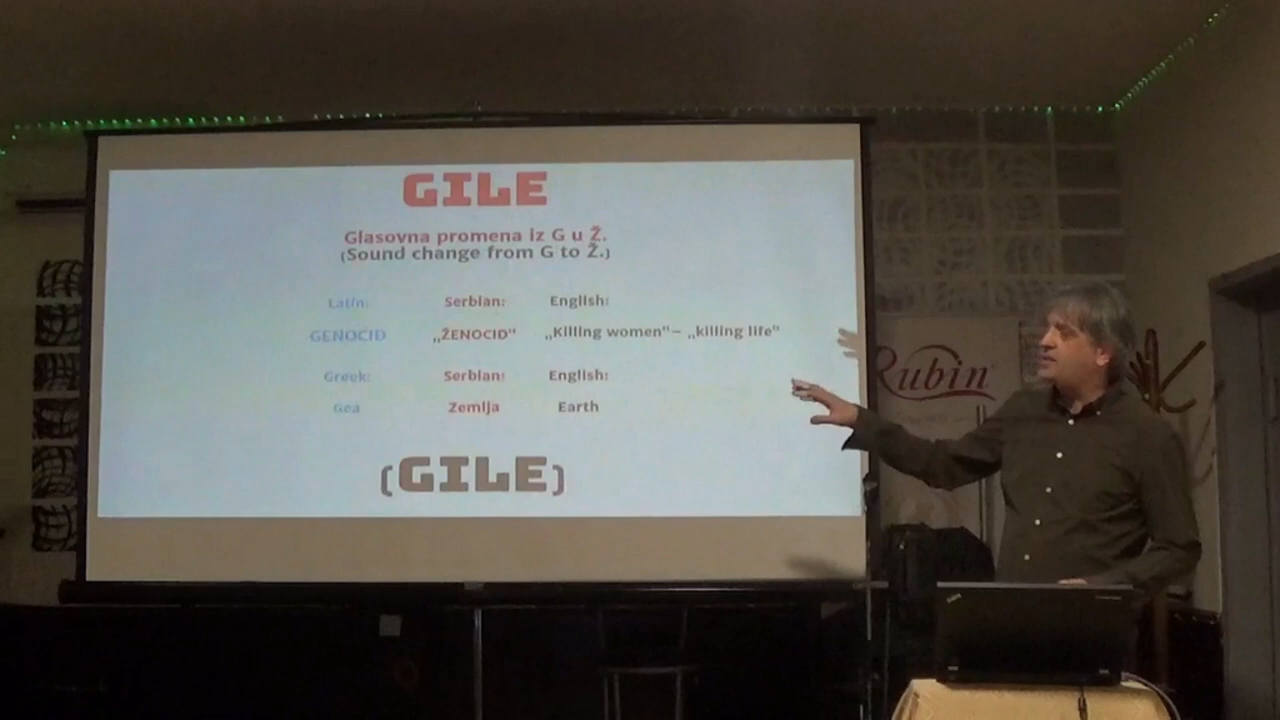 GILE
Glasovna promena iz G u Ž.
(Sound change from G to Ž.)
Latin: Serbian: English:
GENOCID „ŽENOCID“ „Killing women“– „killing life“
Greek: Serbian: English:
Gea Zemlja Earth
(GILE)
Rubin